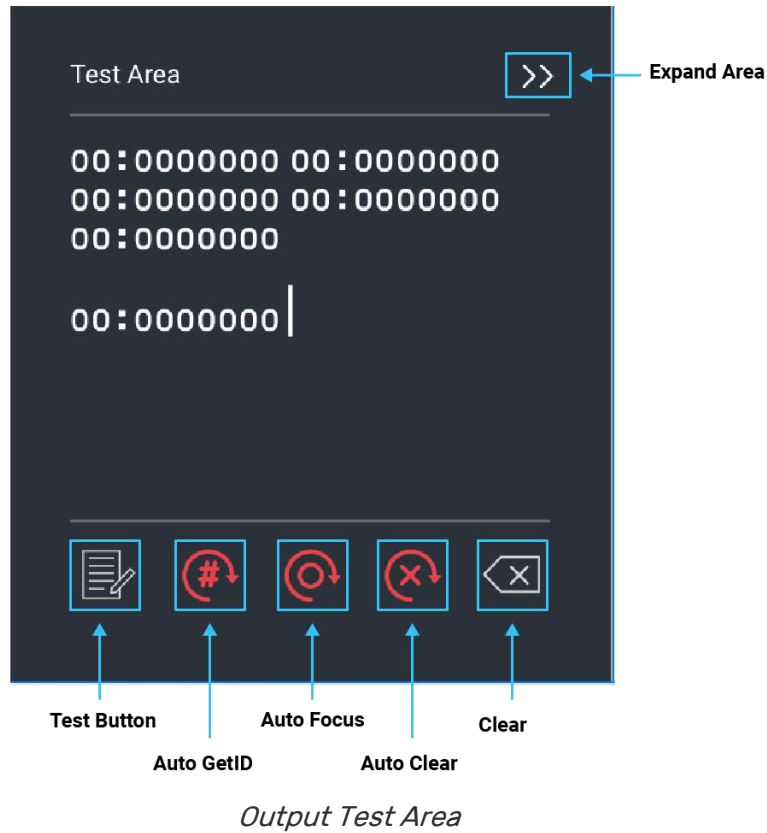 Test Area
>>
Expand Area
00:0000000 00:0000000
00:0000000 00:0000000
00:0000000
00:0000000
#
Test Button
Auto Focus
Clear
Auto GetID
Auto Clear
Output Test Area